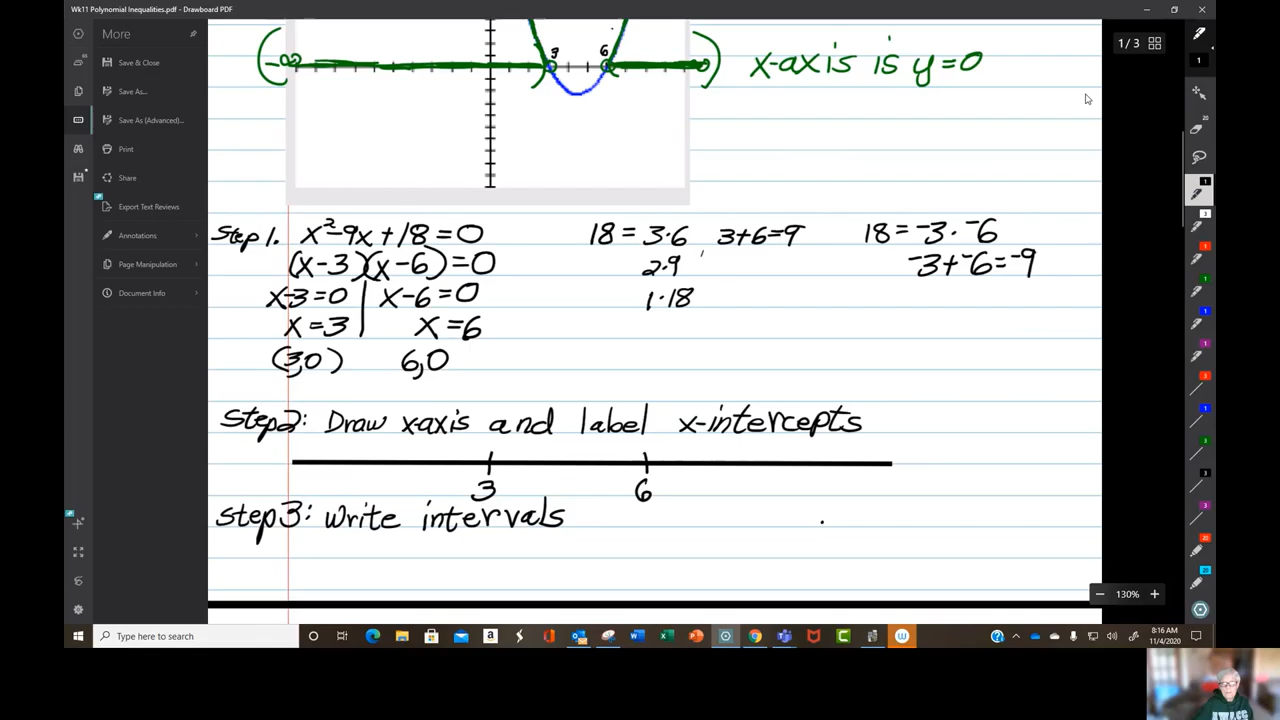 Wk11 Polynomial Inequalities.pdf - Drawboard PDF
More
Save & Close
Save As...
Save As (Advanced)...
Print
Share
Export Text Reviews
Annotations
Page Manipulation
Document Info
1 / 3
(-∞ ) 3 6 ( ∞) x-axis is y=0
Step 1. x²-9x+18=0 18 = 3·6 3+6=9 18 = -3·-6
(x-3)(x-6)=0 2·9 -3+-6=-9
x-3=0 | x-6=0 1·18
x=3 x=6
(3,0) 6,0
Step2: Draw x-axis and label x-intercepts
3 6
Step3: Write intervals
130%
Type here to search
8:16 AM
11/4/2020